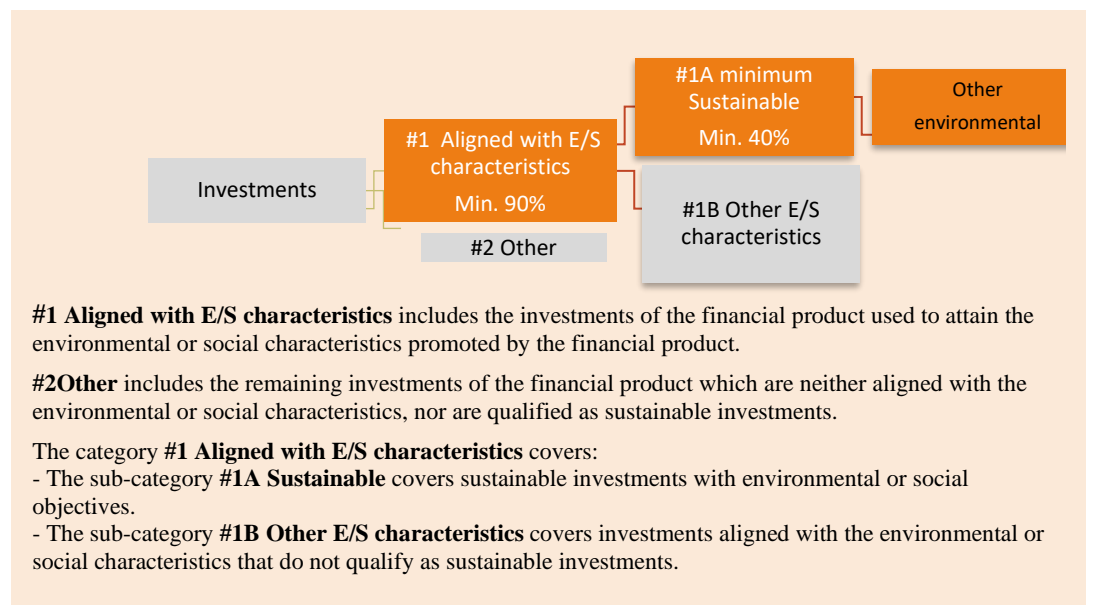 #1A minimum
Sustainable
Min. 40%
Other
environmental
#1 Aligned with E/S
characteristics
Min. 90%
Investments
#1B Other E/S
characteristics
#2 Other
#1 Aligned with E/S characteristics includes the investments of the financial product used to attain the
environmental or social characteristics promoted by the financial product.
#2Other includes the remaining investments of the financial product which are neither aligned with the
environmental or social characteristics, nor are qualified as sustainable investments.
The category #1 Aligned with E/S characteristics covers:
- The sub-category #1A Sustainable covers sustainable investments with environmental or social
objectives.
- The sub-category #1B Other E/S characteristics covers investments aligned with the environmental or
social characteristics that do not qualify as sustainable investments.